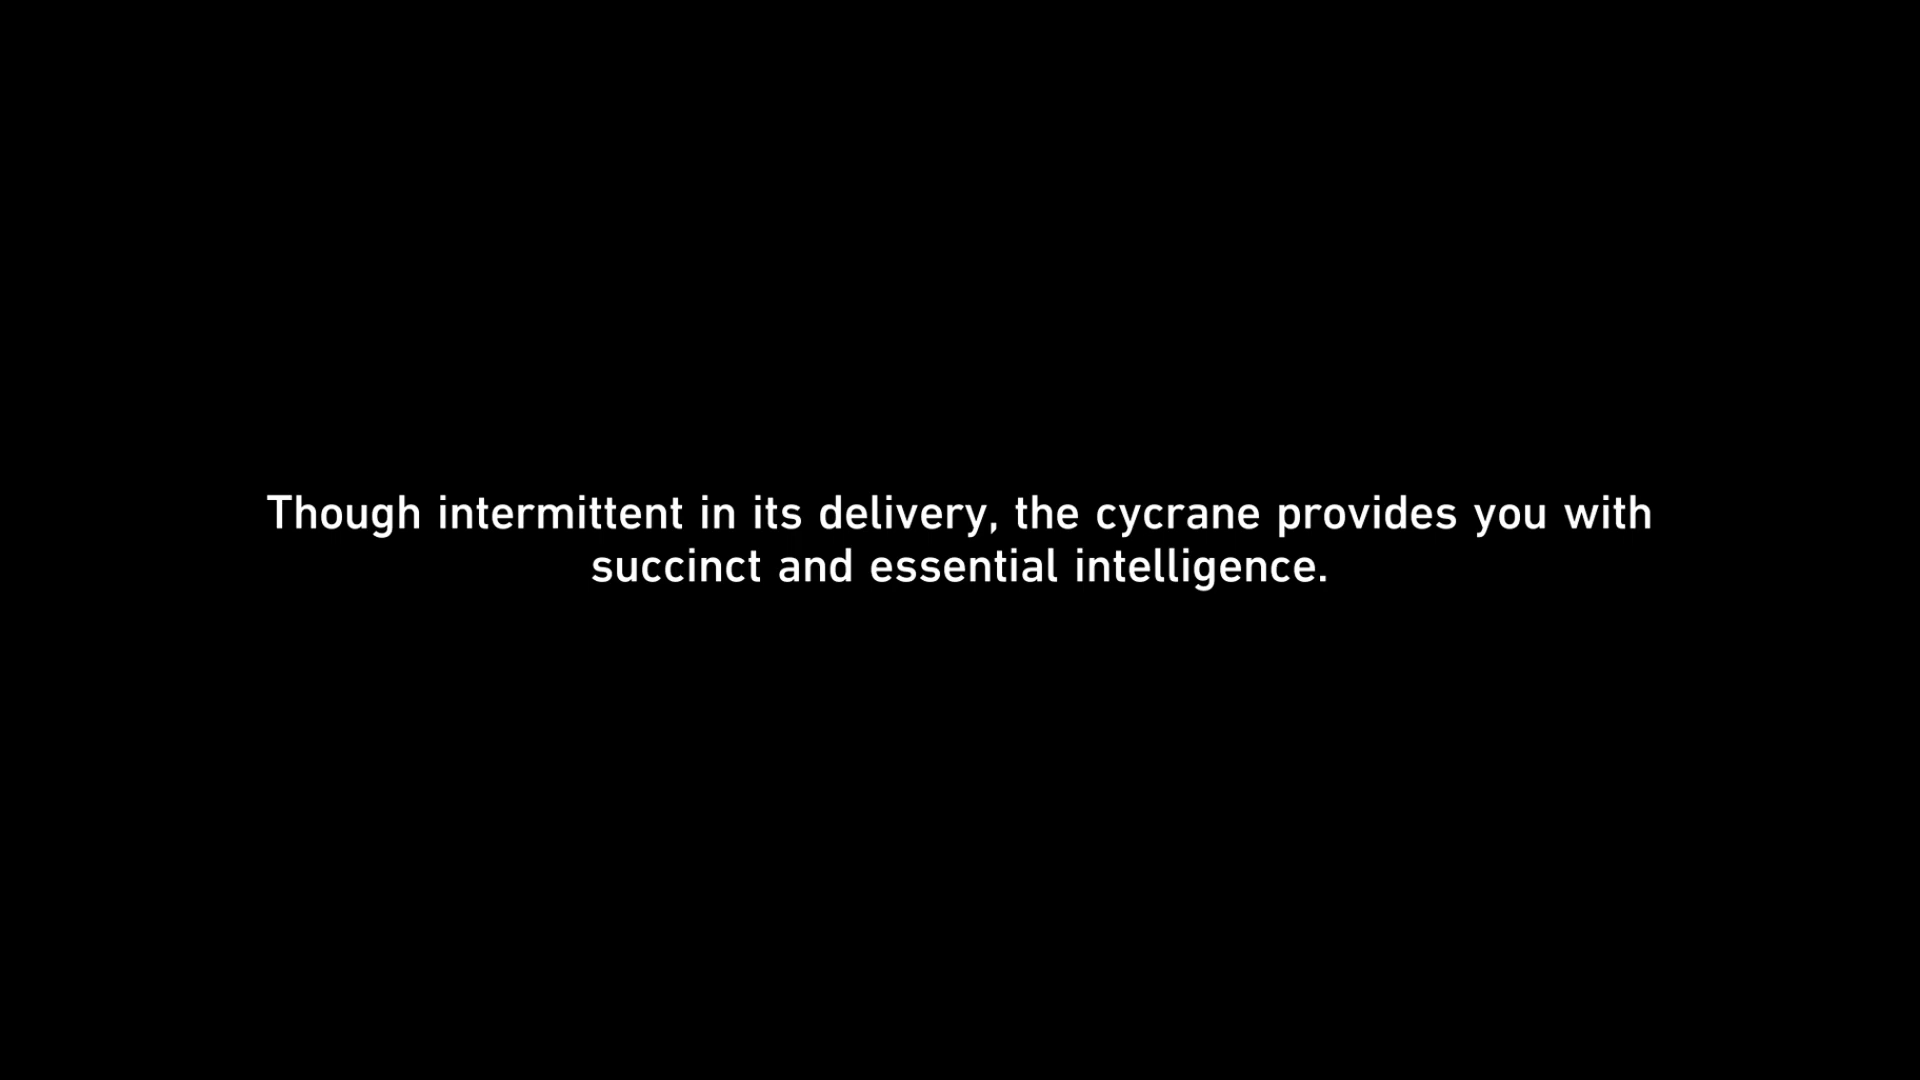 Though intermittent in its delivery, the cycrane provides you with
succinct and essential intelligence.